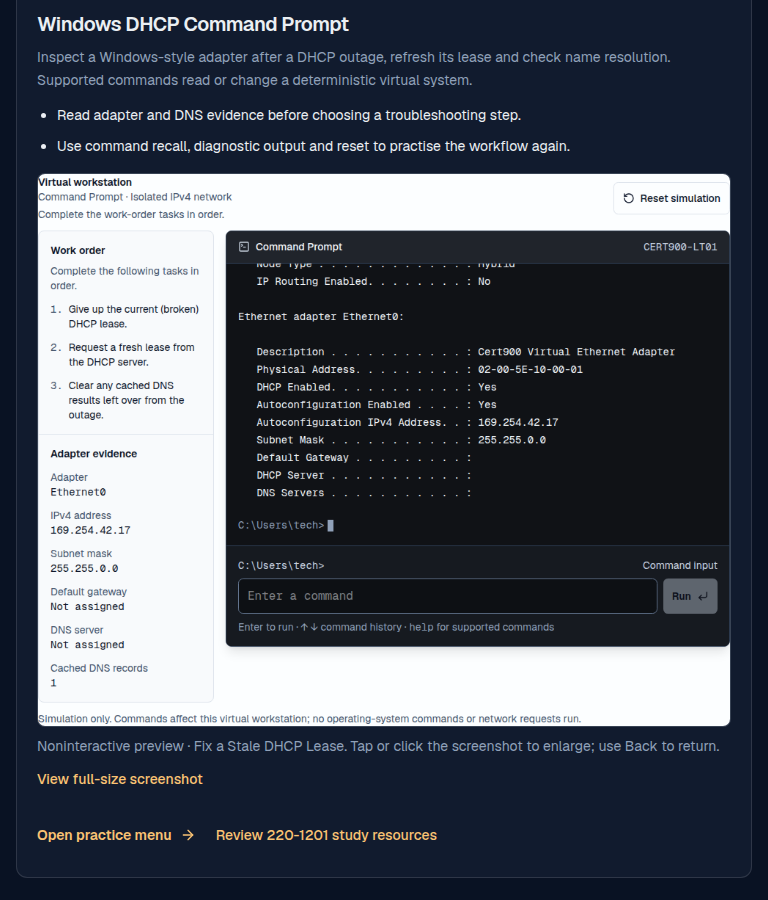 Windows DHCP Command Prompt
Inspect a Windows-style adapter after a DHCP outage, refresh its lease and check name resolution.
Supported commands read or change a deterministic virtual system.
• Read adapter and DNS evidence before choosing a troubleshooting step.
• Use command recall, diagnostic output and reset to practise the workflow again.
Virtual workstation
Command Prompt · Isolated IPv4 network
Complete the work-order tasks in order.
Reset simulation
Work order
Complete the following tasks in
order.
1. Give up the current (broken)
DHCP lease.
2. Request a fresh lease from
the DHCP server.
3. Clear any cached DNS
results left over from the
outage.
Adapter evidence
Adapter
Ethernet0
IPv4 address
169.254.42.17
Subnet mask
255.255.0.0
Default gateway
Not assigned
DNS server
Not assigned
Cached DNS records
1
Command Prompt
CERT900-LT01
Node Type . . . . . . . . . . . . : Hybrid
IP Routing Enabled. . . . . . . . : No
Ethernet adapter Ethernet0:
Description . . . . . . . . . . . : Cert900 Virtual Ethernet Adapter
Physical Address. . . . . . . . . : 02-00-5E-10-00-01
DHCP Enabled. . . . . . . . . . . : Yes
Autoconfiguration Enabled . . . . : Yes
Autoconfiguration IPv4 Address. . : 169.254.42.17
Subnet Mask . . . . . . . . . . . : 255.255.0.0
Default Gateway . . . . . . . . . :
DHCP Server . . . . . . . . . . . :
DNS Servers . . . . . . . . . . . :
C:\Users\tech>
C:\Users\tech>
Command input
Enter a command
Run ↵
Enter to run · ↑↓ command history · help for supported commands
Simulation only. Commands affect this virtual workstation; no operating-system commands or network requests run.
Noninteractive preview · Fix a Stale DHCP Lease. Tap or click the screenshot to enlarge; use Back to return.
View full-size screenshot
Open practice menu →
Review 220-1201 study resources